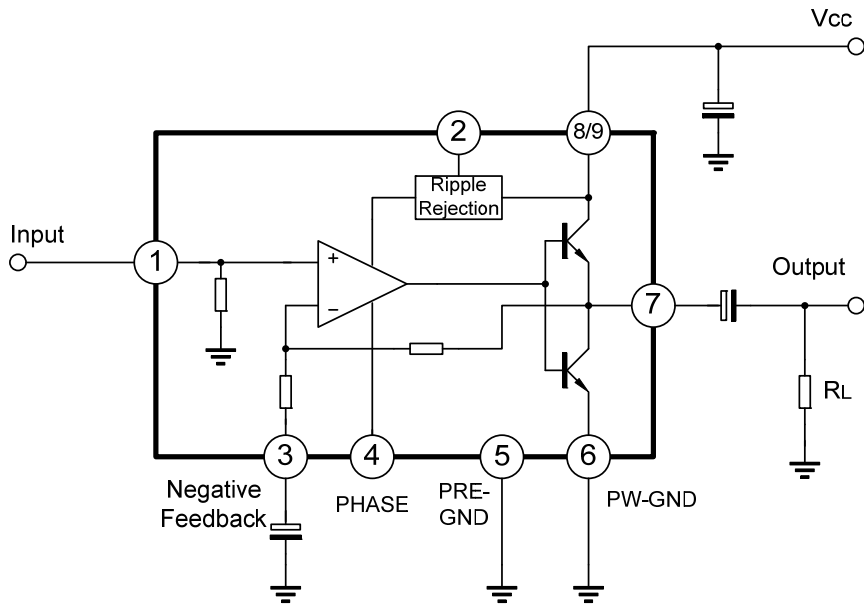 Vcc
2
8/9
Ripple
Rejection
Input
1
+
−
7
Output
RL
3
4
5
6
Negative
Feedback
PHASE
PRE-
GND
PW-GND